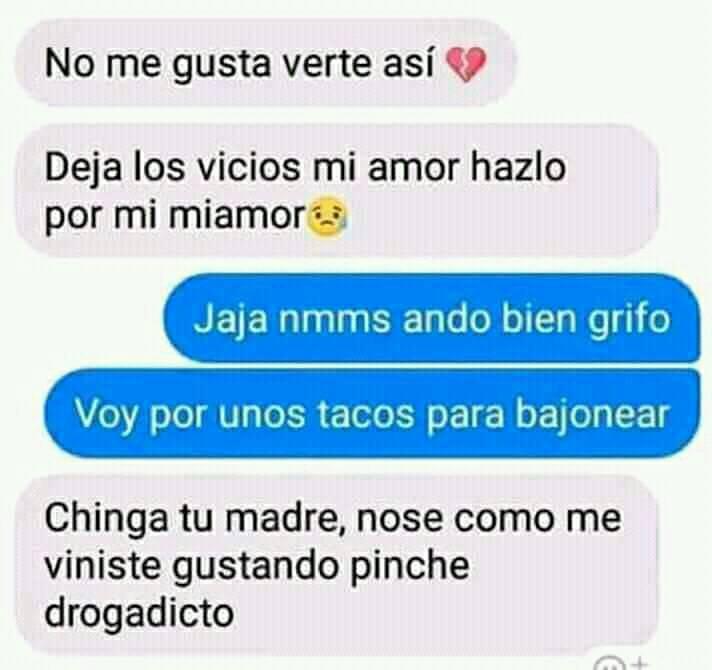 No me gusta verte así 💔
Deja los vicios mi amor hazlo
por mi miamor😢
Jaja nmms ando bien grifo
Voy por unos tacos para bajonear
Chinga tu madre, nose como me
viniste gustando pinche
drogadicto